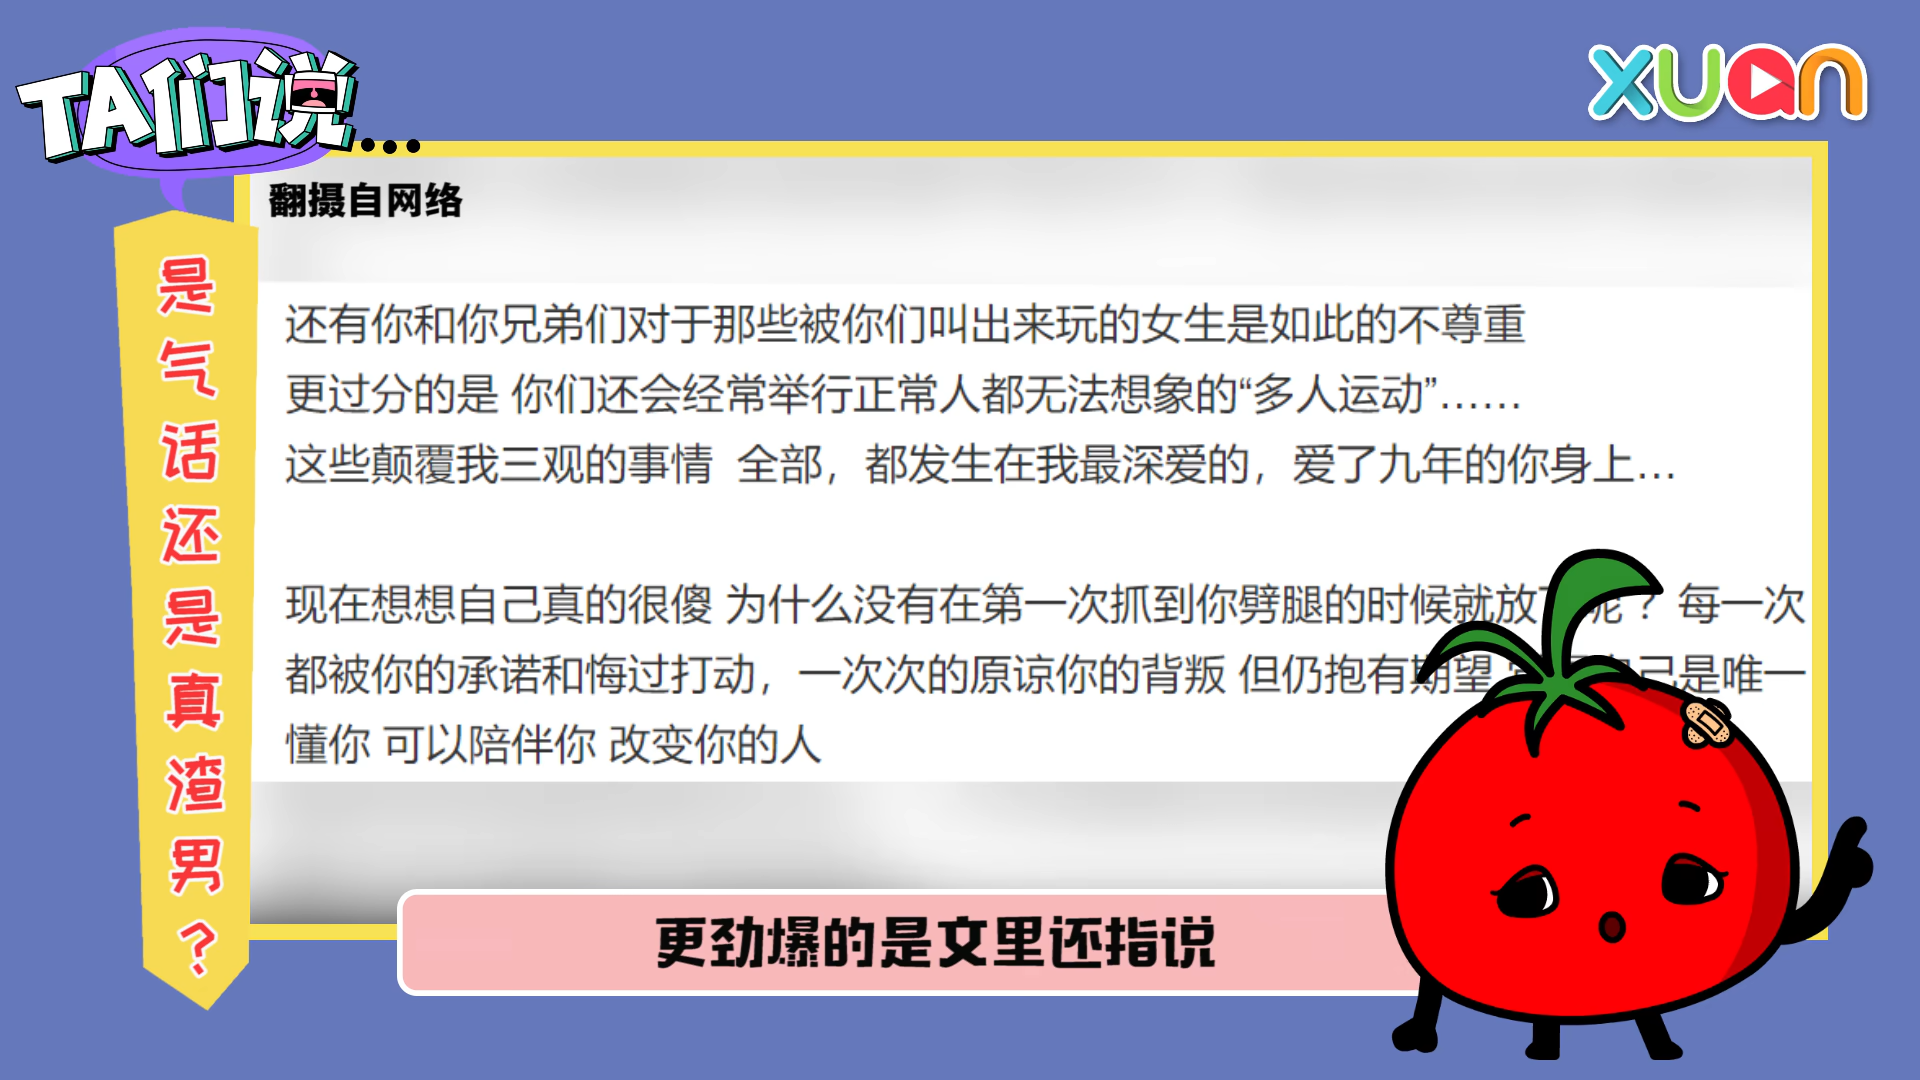 TA们说...
xuan
翻摄自网络
是气话还是真渣男？
还有你和你兄弟们对于那些被你们叫出来玩的女生是如此的不尊重
更过分的是 你们还会经常举行正常人都无法想象的“多人运动”……
这些颠覆我三观的事情 全部，都发生在我最深爱的，爱了九年的你身上...
现在想想自己真的很傻 为什么没有在第一次抓到你劈腿的时候就放下呢？每一次
都被你的承诺和悔过打动，一次次的原谅你的背叛 但仍抱有期望 己是唯一
懂你 可以陪伴你 改变你的人
更劲爆的是文里还指说